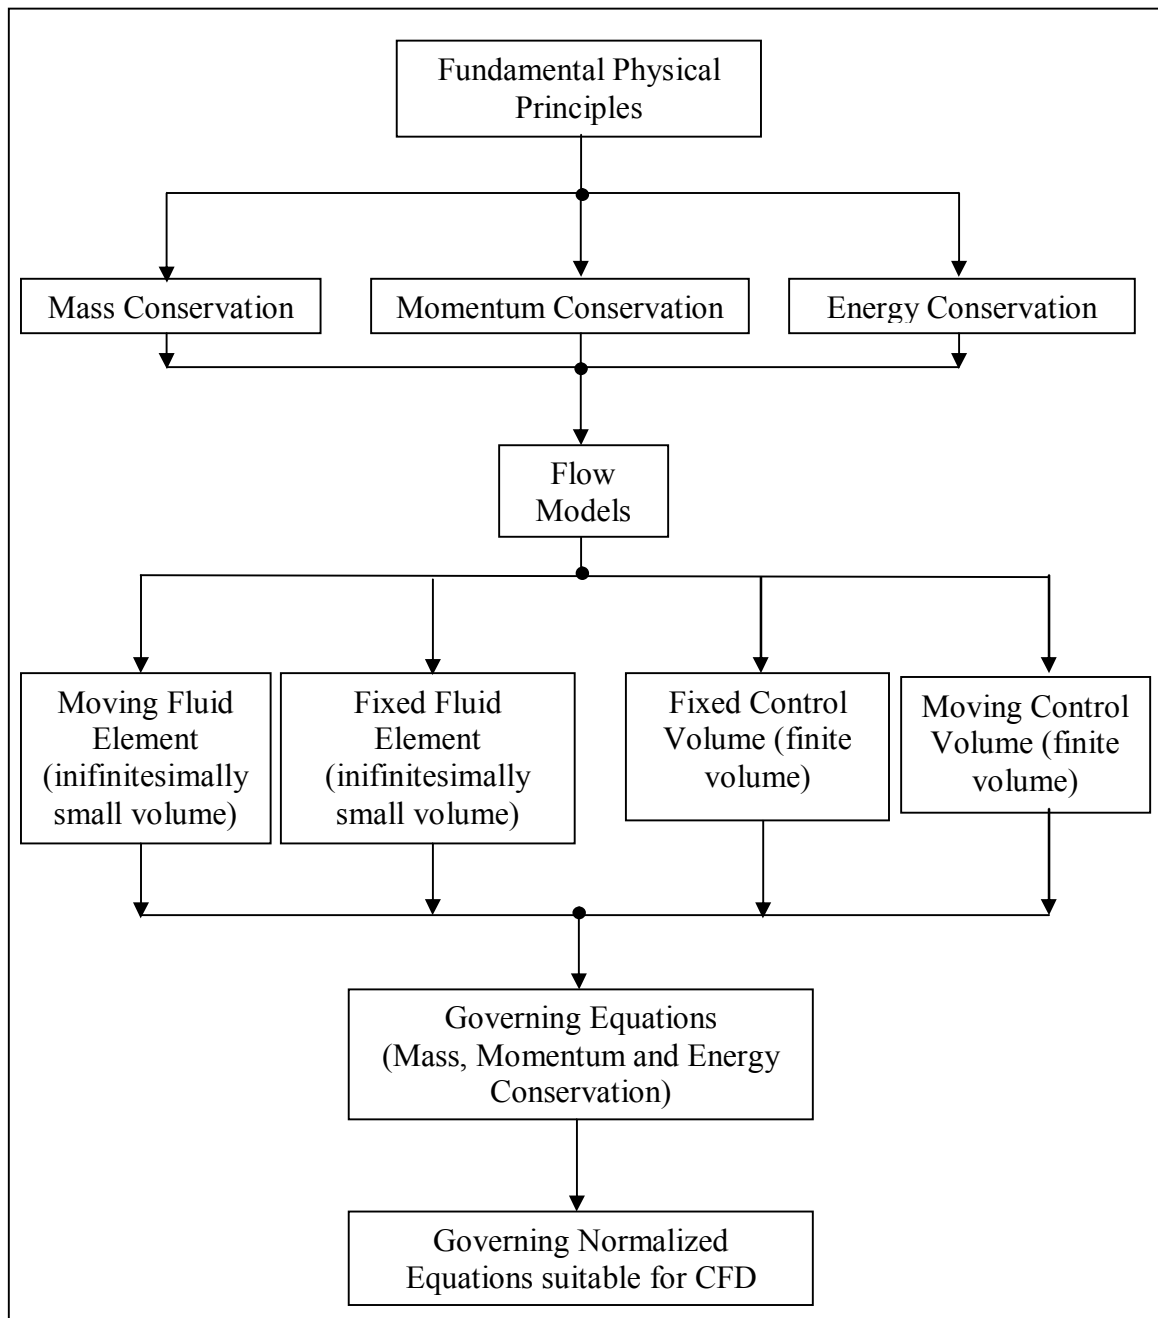 Fundamental Physical
Principles
Mass Conservation
Momentum Conservation
Energy Conservation
Flow
Models
Moving Fluid
Element
(inifinitesimally
small volume)
Fixed Fluid
Element
(inifinitesimally
small volume)
Fixed Control
Volume (finite
volume)
Moving Control
Volume (finite
volume)
Governing Equations
(Mass, Momentum and Energy
Conservation)
Governing Normalized
Equations suitable for CFD